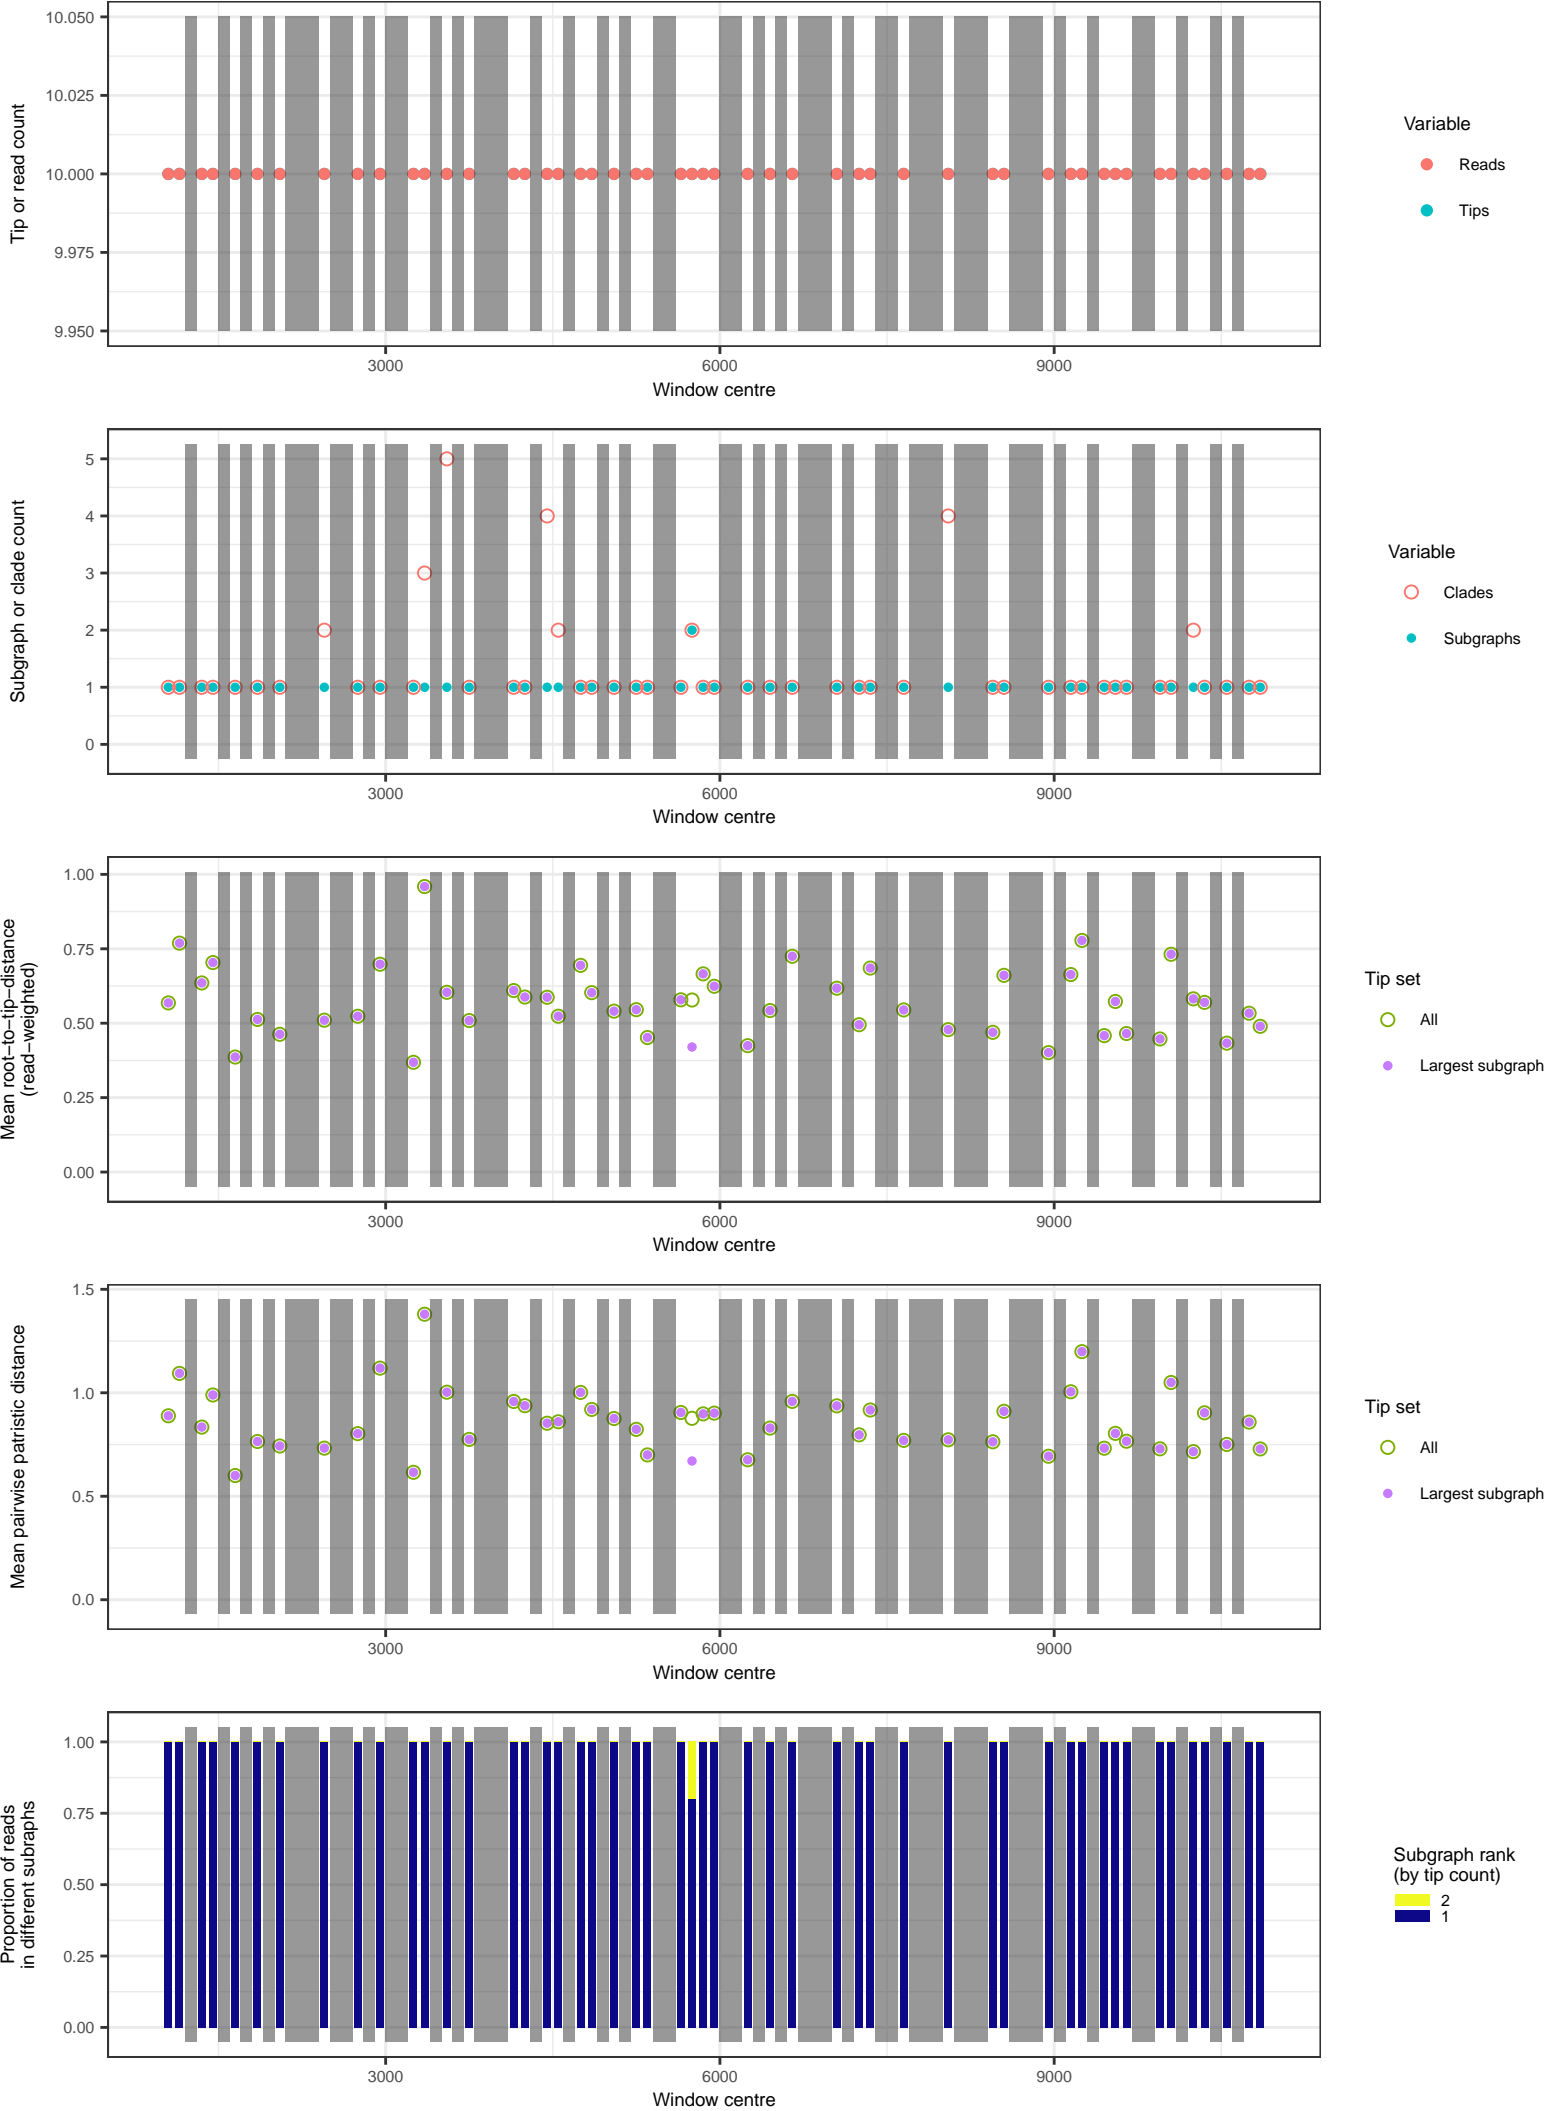 10.050
10.025
10.000
9.975
9.950
Tip or read count
3000 6000 9000
Window centre
Variable
Reads
Tips
5
4
3
2
1
0
Subgraph or clade count
3000 6000 9000
Window centre
Variable
Clades
Subgraphs
1.00
0.75
0.50
0.25
0.00
Mean root−to−tip−distance
(read−weighted)
3000 6000 9000
Window centre
Tip set
All
Largest subgraph
1.5
1.0
0.5
0.0
Mean pairwise patristic distance
3000 6000 9000
Window centre
Tip set
All
Largest subgraph
1.00
0.75
0.50
0.25
0.00
Proportion of reads
in different subraphs
3000 6000 9000
Window centre
Subgraph rank
(by tip count)
2
1